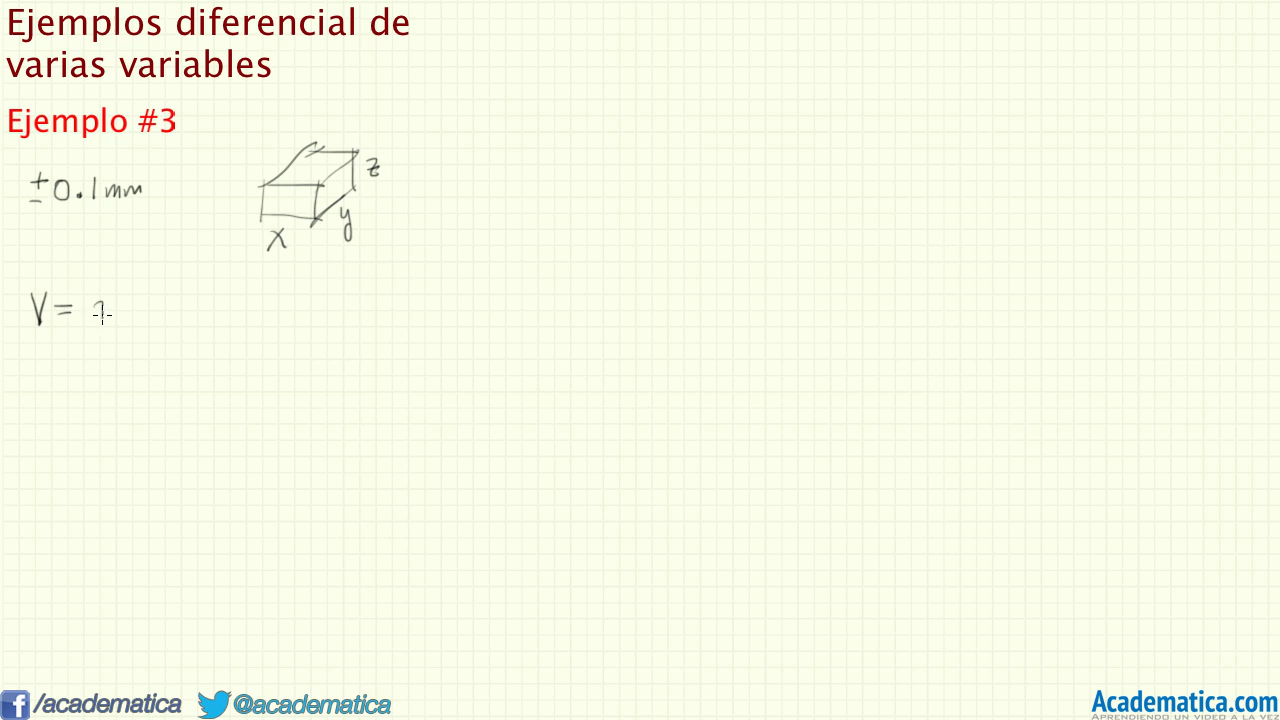 Ejemplos diferencial de
varias variables
Ejemplo #3
±0.1mm
z
y
x
V =
/academatica
@academatica
Academatica.com
APRENDIENDO UN VIDEO A LA VEZ